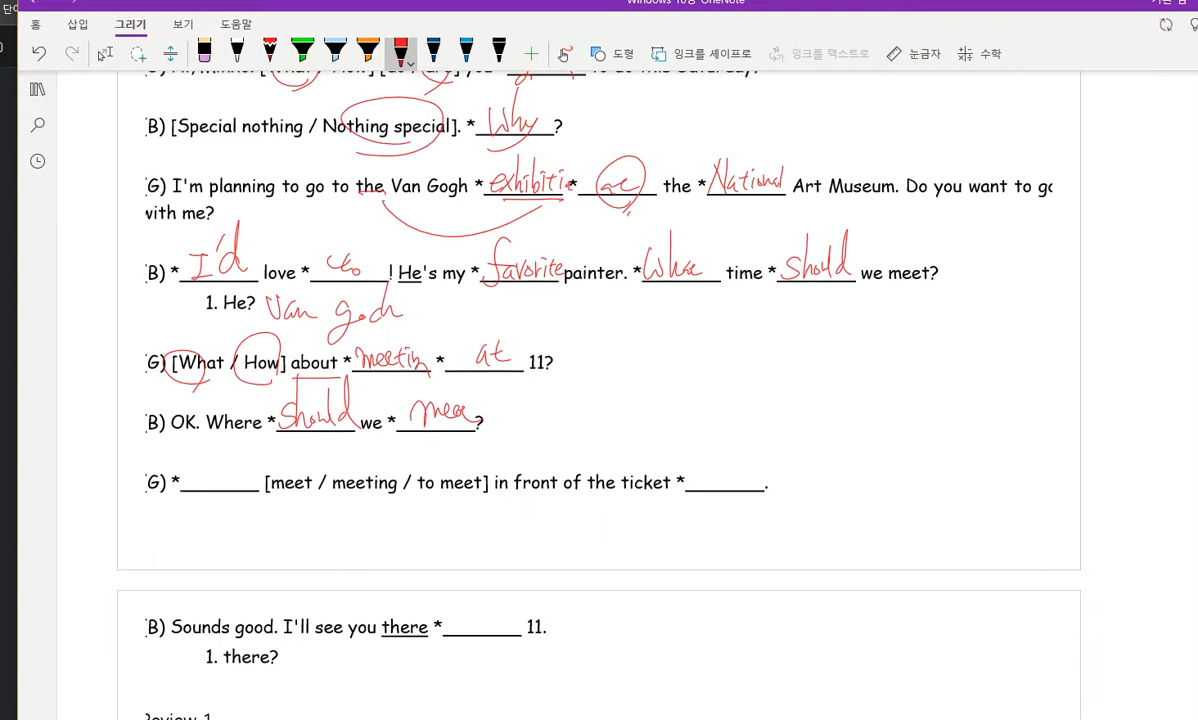 홈 삽입 그리기 보기 도움말
도형 잉크를 셰이프로 잉크를 텍스트로 눈금자 수학
B) [Special nothing / Nothing special]. * Why ?
G) I'm planning to go to the Van Gogh * exhibiti * at the * National Art Museum. Do you want to go
with me?
B) * I'd love * to ! He's my * favorite painter. * What time * should we meet?
1. He? Van gogh
G) [What / How] about * meetin * at 11?
B) OK. Where * should we * meet ?
G) *________ [meet / meeting / to meet] in front of the ticket *________.
B) Sounds good. I'll see you there *________ 11.
1. there?